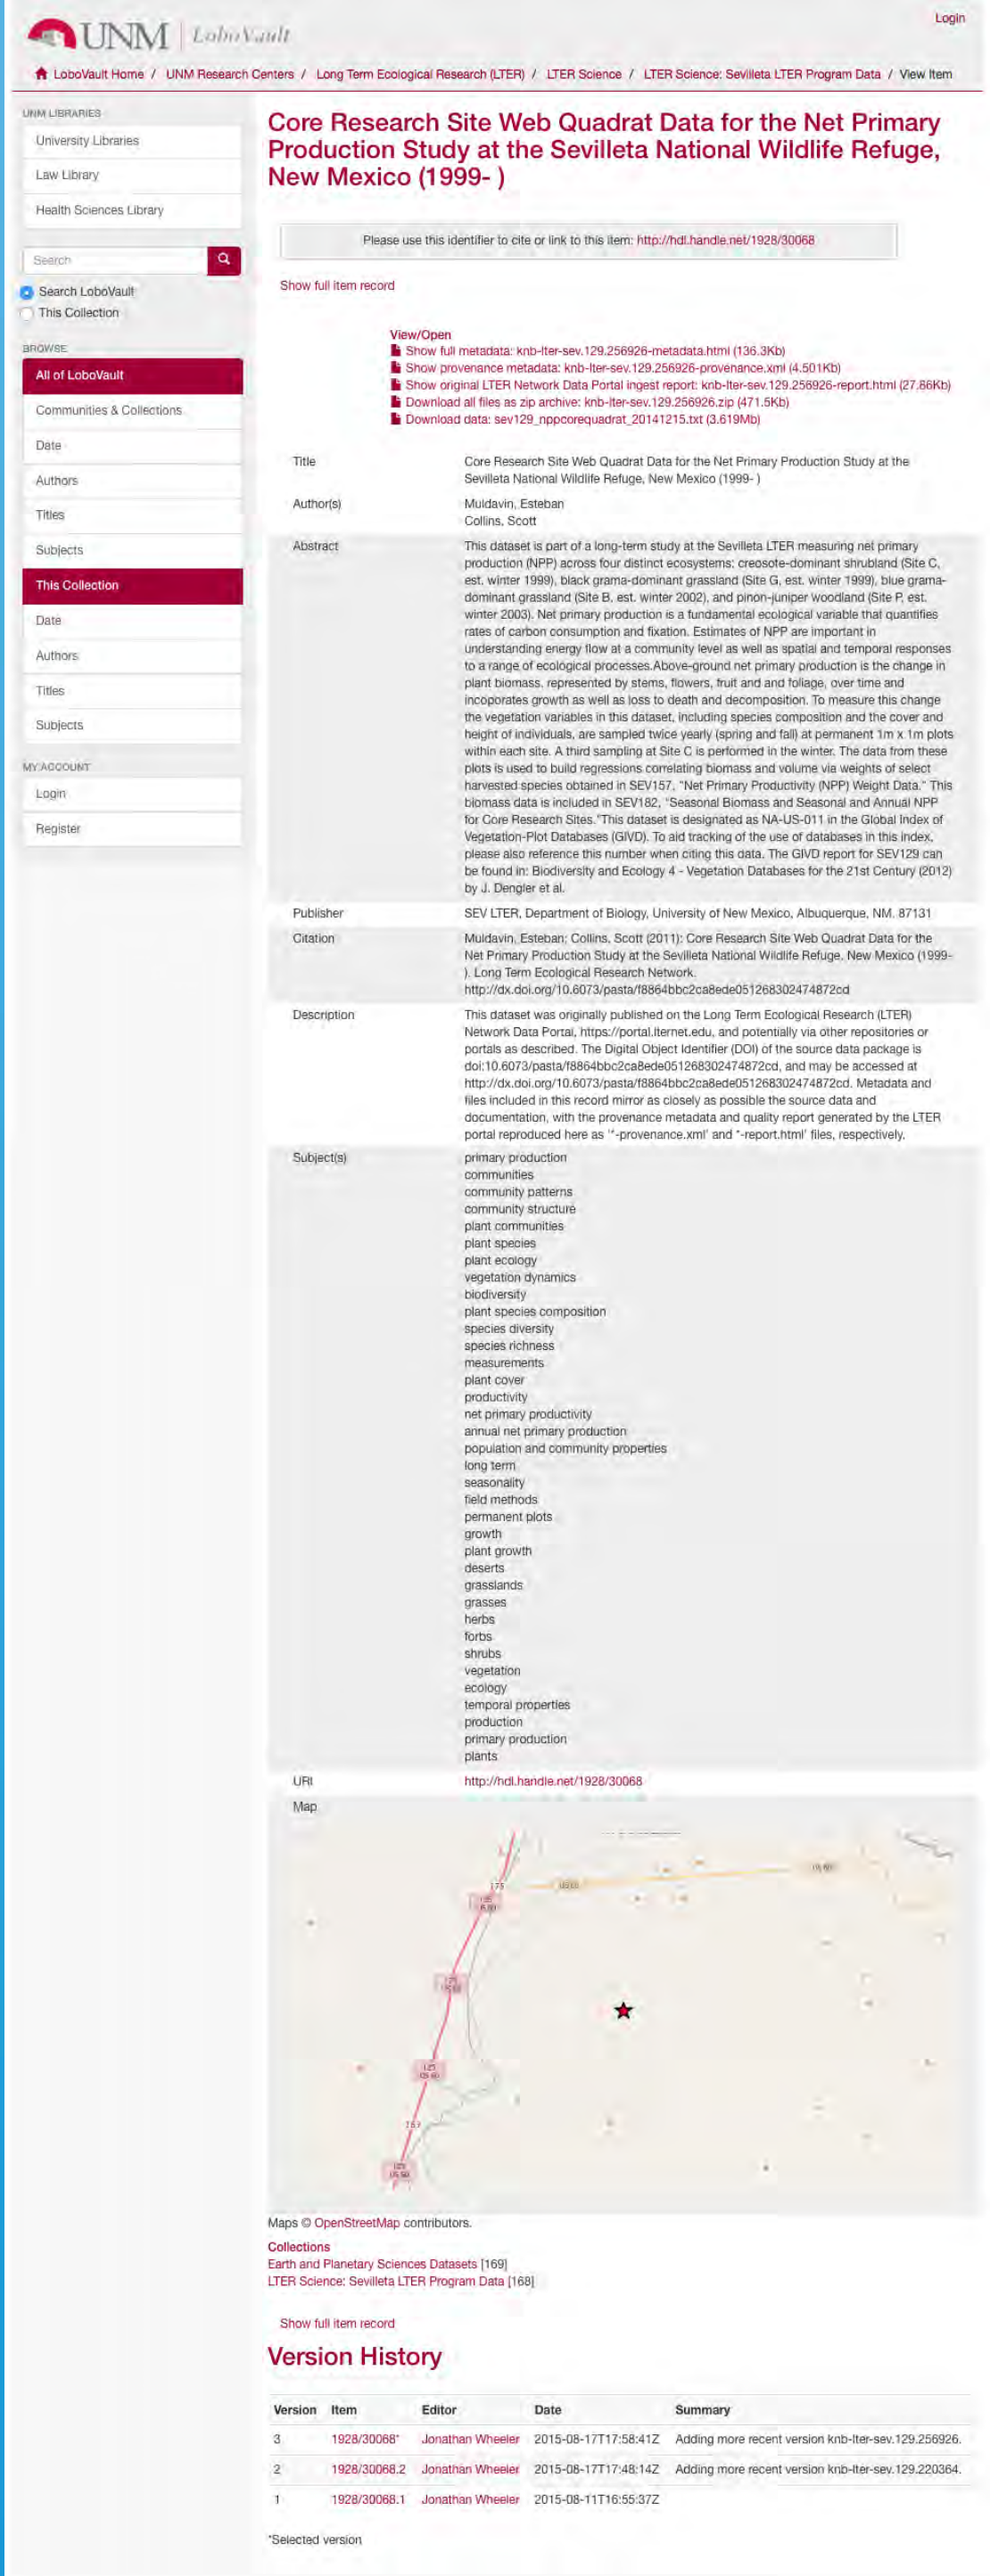 Login
UNM LoboVault
LoboVault Home / UNM Research Centers / Long Term Ecological Research (LTER) / LTER Science / LTER Science: Sevilleta LTER Program Data / View Item
UNM LIBRARIES
University Libraries
Law Library
Health Sciences Library
Search
Search LoboVault
This Collection
BROWSE
All of LoboVault
Communities & Collections
Date
Authors
Titles
Subjects
This Collection
Date
Authors
Titles
Subjects
MY ACCOUNT
Login
Register
Core Research Site Web Quadrat Data for the Net Primary
Production Study at the Sevilleta National Wildlife Refuge,
New Mexico (1999- )
Please use this identifier to cite or link to this item: http://hdl.handle.net/1928/30068
Show full item record
View/Open
Show full metadata: knb-lter-sev.129.256926-metadata.html (136.3Kb)
Show provenance metadata: knb-lter-sev.129.256926-provenance.xml (4.501Kb)
Show original LTER Network Data Portal ingest report: knb-lter-sev.129.256926-report.html (27.86Kb)
Download all files as zip archive: knb-lter-sev.129.256926.zip (471.5Kb)
Download data: sev129_nppcorequadrat_20141215.txt (3.619Mb)
Title
Core Research Site Web Quadrat Data for the Net Primary Production Study at the
Sevilleta National Wildlife Refuge, New Mexico (1999- )
Author(s)
Muldavin, Esteban
Collins, Scott
Abstract
This dataset is part of a long-term study at the Sevilleta LTER measuring net primary
production (NPP) across four distinct ecosystems: creosote-dominant shrubland (Site C,
est. winter 1999), black grama-dominant grassland (Site G, est. winter 1999), blue grama-
dominant grassland (Site B, est. winter 2002), and pinon-juniper woodland (Site P, est.
winter 2003). Net primary production is a fundamental ecological variable that quantifies
rates of carbon consumption and fixation. Estimates of NPP are important in
understanding energy flow at a community level as well as spatial and temporal responses
to a range of ecological processes.Above-ground net primary production is the change in
plant biomass, represented by stems, flowers, fruit and and foliage, over time and
incoporates growth as well as loss to death and decomposition. To measure this change
the vegetation variables in this dataset, including species composition and the cover and
height of individuals, are sampled twice yearly (spring and fall) at permanent 1m x 1m plots
within each site. A third sampling at Site C is performed in the winter. The data from these
plots is used to build regressions correlating biomass and volume via weights of select
harvested species obtained in SEV157, "Net Primary Productivity (NPP) Weight Data." This
biomass data is included in SEV182, "Seasonal Biomass and Seasonal and Annual NPP
for Core Research Sites."This dataset is designated as NA-US-011 in the Global Index of
Vegetation-Plot Databases (GIVD). To aid tracking of the use of databases in this index,
please also reference this number when citing this data. The GIVD report for SEV129 can
be found in: Biodiversity and Ecology 4 - Vegetation Databases for the 21st Century (2012)
by J. Dengler et al.
Publisher
SEV LTER, Department of Biology, University of New Mexico, Albuquerque, NM. 87131
Citation
Muldavin, Esteban; Collins, Scott (2011): Core Research Site Web Quadrat Data for the
Net Primary Production Study at the Sevilleta National Wildlife Refuge, New Mexico (1999-
). Long Term Ecological Research Network.
http://dx.doi.org/10.6073/pasta/f8864bbc2ca8ede051268302474872cd
Description
This dataset was originally published on the Long Term Ecological Research (LTER)
Network Data Portal, https://portal.lternet.edu, and potentially via other repositories or
portals as described. The Digital Object Identifier (DOI) of the source data package is
doi:10.6073/pasta/f8864bbc2ca8ede051268302474872cd, and may be accessed at
http://dx.doi.org/10.6073/pasta/f8864bbc2ca8ede051268302474872cd. Metadata and
files included in this record mirror as closely as possible the source data and
documentation, with the provenance metadata and quality report generated by the LTER
portal reproduced here as '*-provenance.xml' and *-report.html' files, respectively.
Subject(s)
primary production
communities
community patterns
community structure
plant communities
plant species
plant ecology
vegetation dynamics
biodiversity
plant species composition
species diversity
species richness
measurements
plant cover
productivity
net primary productivity
annual net primary production
population and community properties
long term
seasonality
field methods
permanent plots
growth
plant growth
deserts
grasslands
grasses
herbs
forbs
shrubs
vegetation
ecology
temporal properties
production
primary production
plants
URI
http://hdl.handle.net/1928/30068
Map
175
Maps © OpenStreetMap contributors.
Collections
Earth and Planetary Sciences Datasets [169]
LTER Science: Sevilleta LTER Program Data [168]
Show full item record
Version History
Version Item Editor Date Summary
3 1928/30068* Jonathan Wheeler 2015-08-17T17:58:41Z Adding more recent version knb-lter-sev.129.256926.
2 1928/30068.2 Jonathan Wheeler 2015-08-17T17:48:14Z Adding more recent version knb-lter-sev.129.220364.
1 1928/30068.1 Jonathan Wheeler 2015-08-11T16:55:37Z
*Selected version